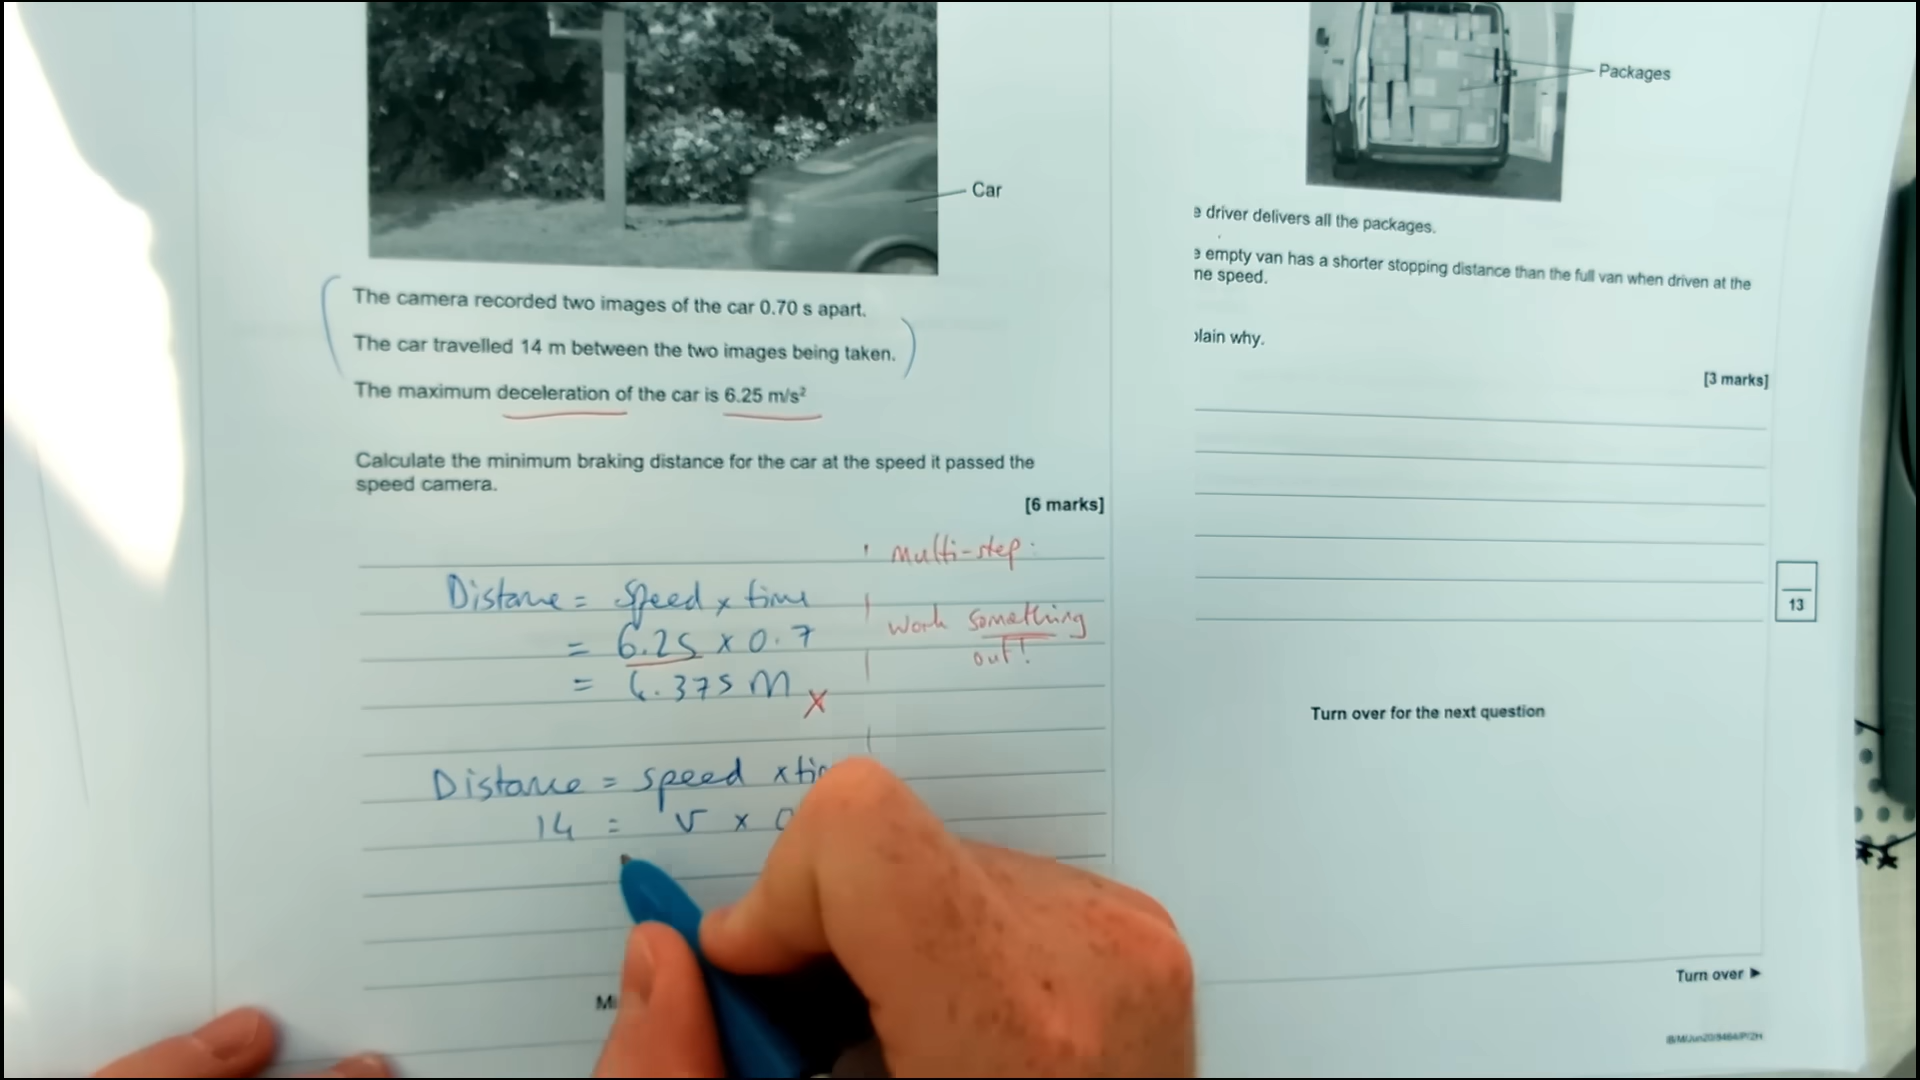 Car
The camera recorded two images of the car 0.70 s apart.
The car travelled 14 m between the two images being taken.
The maximum deceleration of the car is 6.25 m/s²
Calculate the minimum braking distance for the car at the speed it passed the
speed camera.
[6 marks]
multi-step:
Distance = speed x time
= 6.25 x 0.7
= 4.375 m X
work something
out!
Distance = speed x
14 = v x
Packages
driver delivers all the packages.
empty van has a shorter stopping distance than the full van when driven at the
speed.
why.
[3 marks]
13
Turn over for the next question
Turn over ►